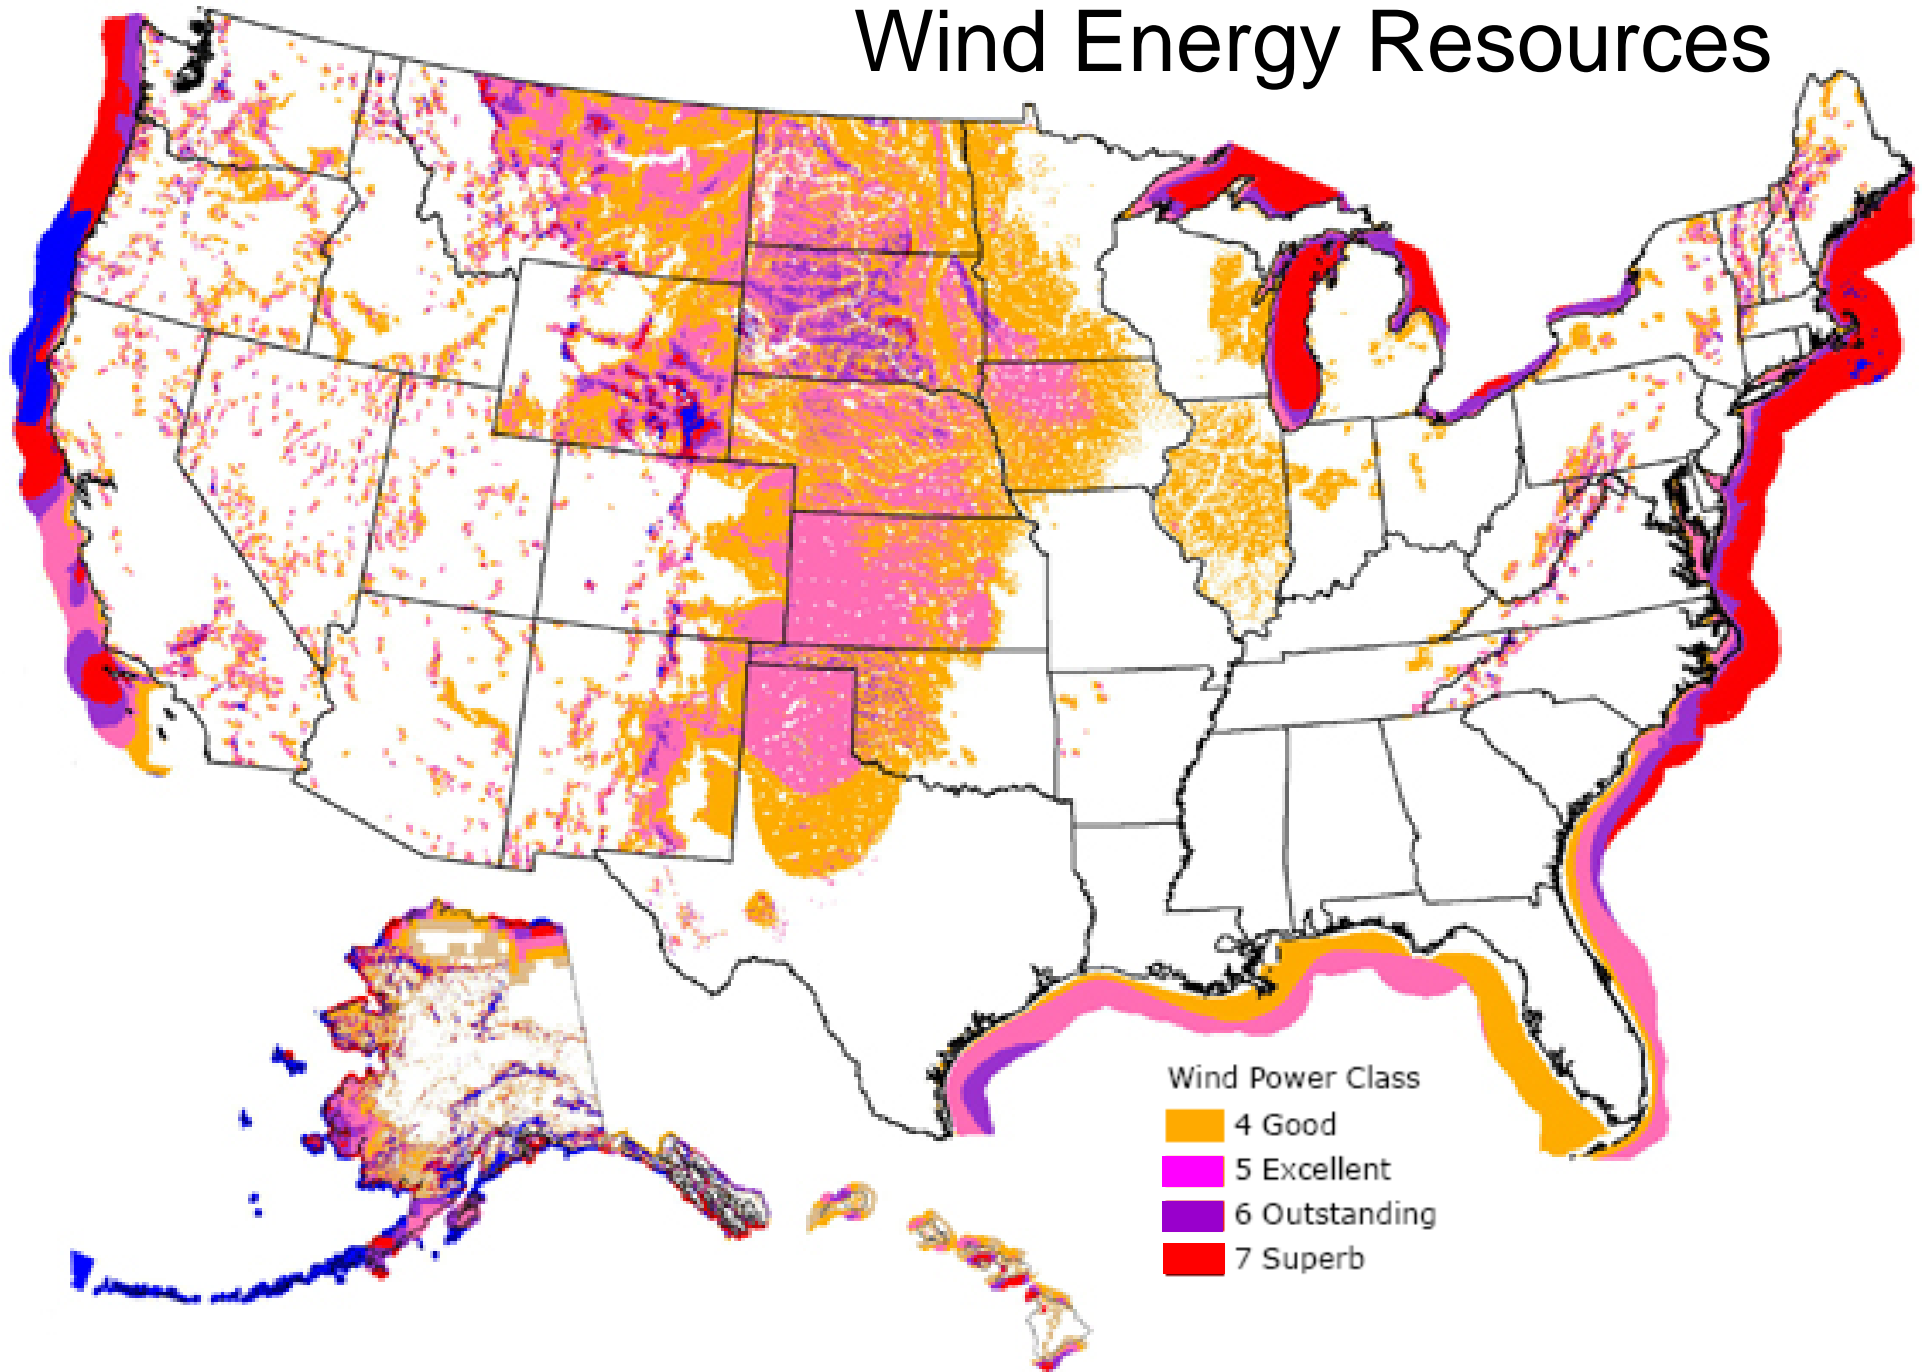 Wind Energy Resources
Wind Power Class
4 Good
5 Excellent
6 Outstanding
7 Superb